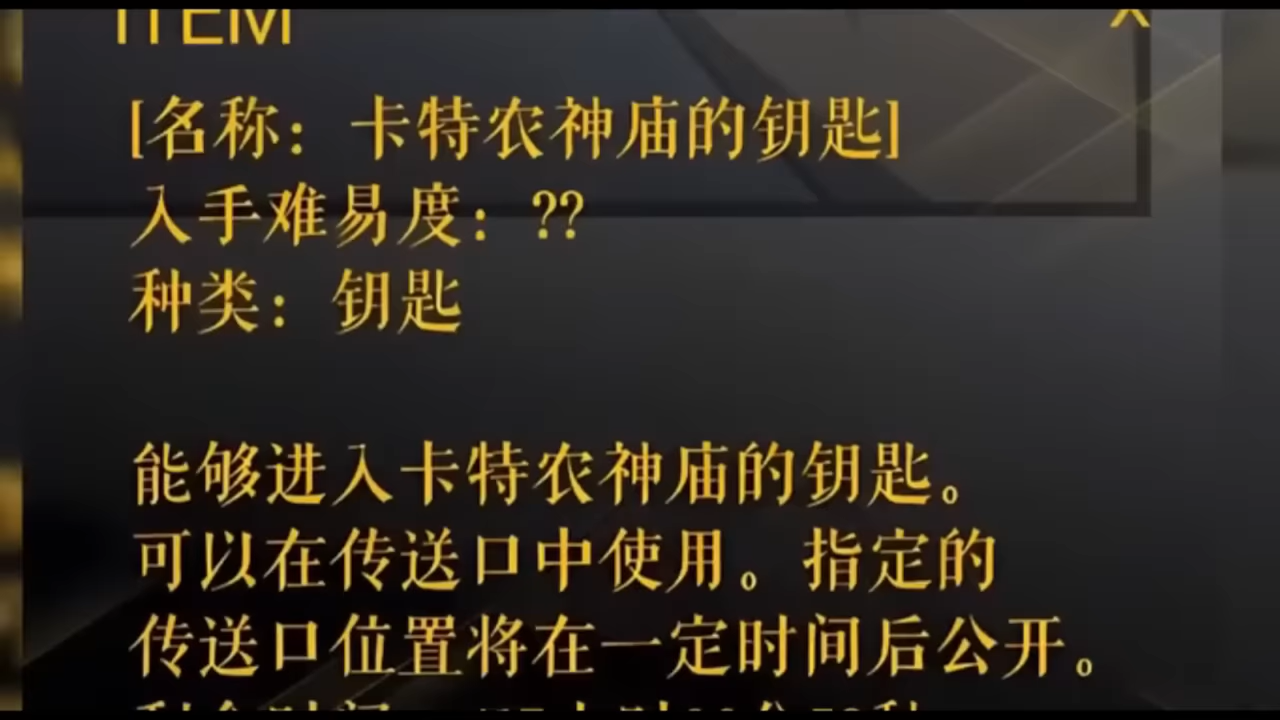 ITEM
X
[名称：卡特农神庙的钥匙]
入手难易度：??
种类：钥匙
能够进入卡特农神庙的钥匙。
可以在传送口中使用。指定的
传送口位置将在一定时间后公开。